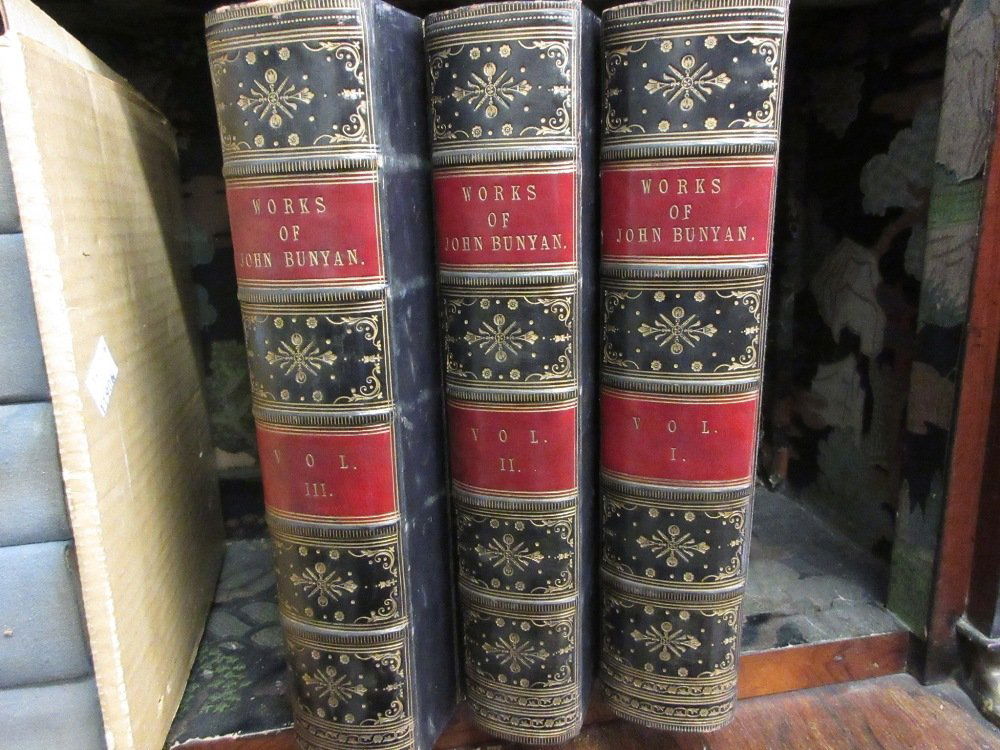 WORKS
OF
JOHN BUNYAN.
VOL.
III.
WORKS
OF
JOHN BUNYAN.
VOL.
II.
WORKS
OF
JOHN BUNYAN.
VOL.
I.